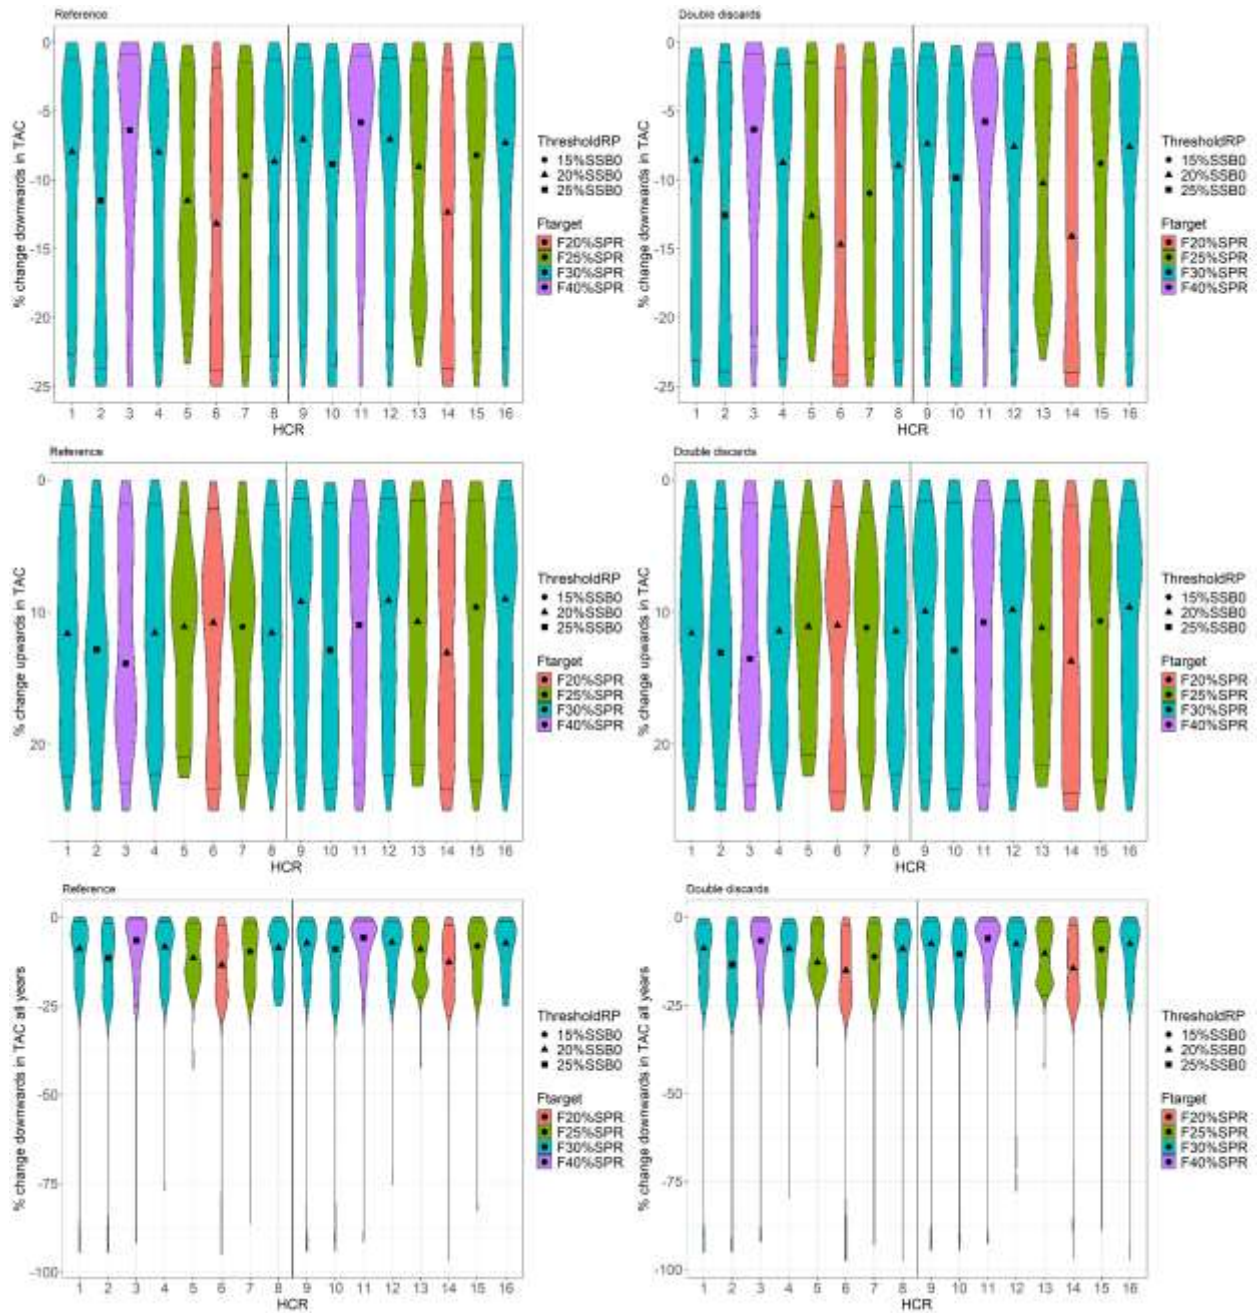 Reference
% change downwards in TAC
0
-5
-10
-15
-20
-25
1 2 3 4 5 6 7 8 9 10 11 12 13 14 15 16
HCR
ThresholdRP
15%SSB0
20%SSB0
25%SSB0
Ftarget
F20%SPR
F25%SPR
F30%SPR
F40%SPR
Double discards
% change downwards in TAC
0
-5
-10
-15
-20
-25
1 2 3 4 5 6 7 8 9 10 11 12 13 14 15 16
HCR
ThresholdRP
15%SSB0
20%SSB0
25%SSB0
Ftarget
F20%SPR
F25%SPR
F30%SPR
F40%SPR
Reference
% change upwards in TAC
0
10
20
1 2 3 4 5 6 7 8 9 10 11 12 13 14 15 16
HCR
ThresholdRP
15%SSB0
20%SSB0
25%SSB0
Ftarget
F20%SPR
F25%SPR
F30%SPR
F40%SPR
Double discards
% change upwards in TAC
0
10
20
1 2 3 4 5 6 7 8 9 10 11 12 13 14 15 16
HCR
ThresholdRP
15%SSB0
20%SSB0
25%SSB0
Ftarget
F20%SPR
F25%SPR
F30%SPR
F40%SPR
Reference
% change downwards in TAC all years
0
-25
-50
-75
-100
1 2 3 4 5 6 7 8 9 10 11 12 13 14 15 16
HCR
ThresholdRP
15%SSB0
20%SSB0
25%SSB0
Ftarget
F20%SPR
F25%SPR
F30%SPR
F40%SPR
Double discards
% change downwards in TAC all years
0
-25
-50
-75
-100
1 2 3 4 5 6 7 8 9 10 11 12 13 14 15 16
HCR
ThresholdRP
15%SSB0
20%SSB0
25%SSB0
Ftarget
F20%SPR
F25%SPR
F30%SPR
F40%SPR